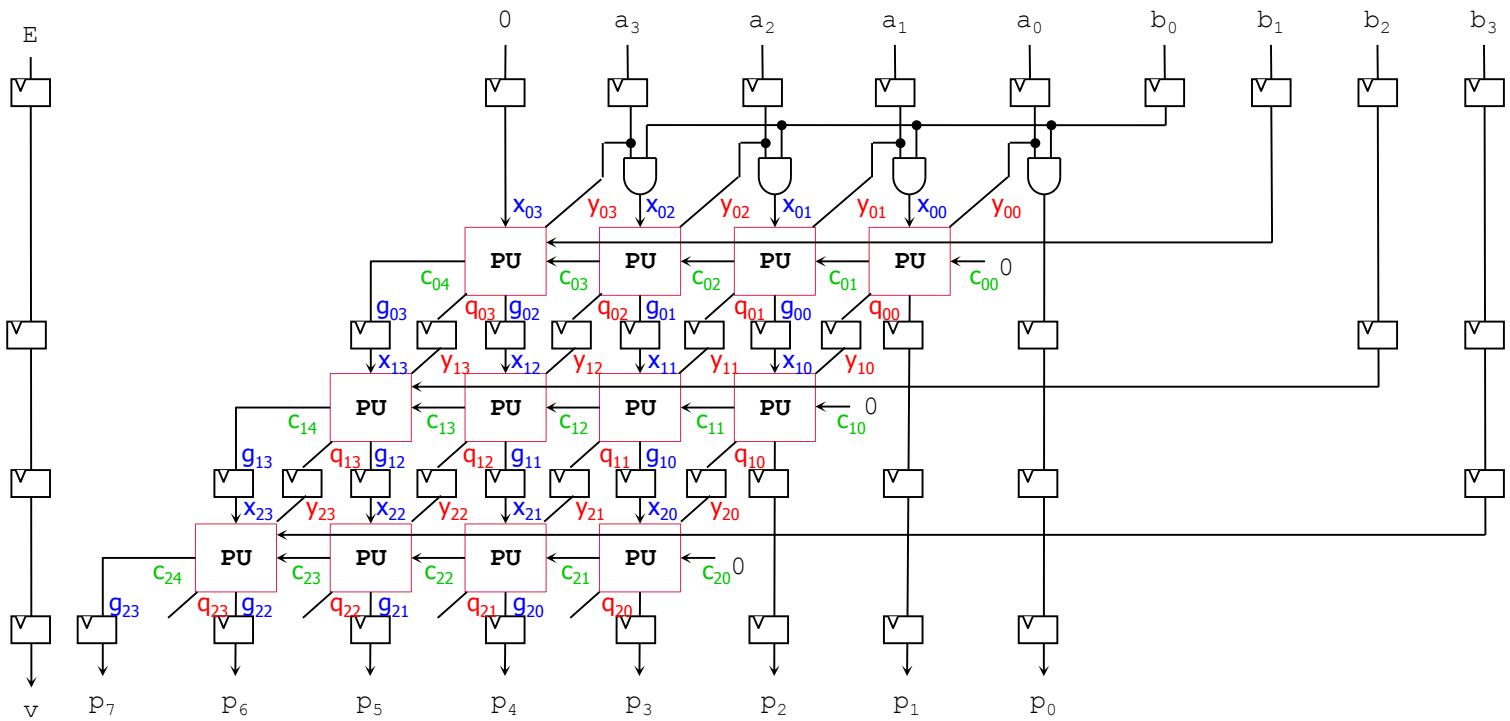 E 0 a₃ a₂ a₁ a₀ b₀ b₁ b₂ b₃
x₀₃ y₀₃ x₀₂ y₀₂ x₀₁ y₀₁ x₀₀ y₀₀
PU PU PU PU 0
c₀₄ c₀₃ c₀₂ c₀₁ c₀₀
g₀₃ q₀₃ g₀₂ q₀₂ g₀₁ q₀₁ g₀₀ q₀₀
x₁₃ y₁₃ x₁₂ y₁₂ x₁₁ y₁₁ x₁₀ y₁₀
PU PU PU PU 0
c₁₄ c₁₃ c₁₂ c₁₁ c₁₀
g₁₃ q₁₃ g₁₂ q₁₂ g₁₁ q₁₁ g₁₀ q₁₀
x₂₃ y₂₃ x₂₂ y₂₂ x₂₁ y₂₁ x₂₀ y₂₀
PU PU PU PU
c₂₄ c₂₃ c₂₂ c₂₁ c₂₀ 0
g₂₃ q₂₃ g₂₂ q₂₂ g₂₁ q₂₁ g₂₀ q₂₀
p₇ p₆ p₅ p₄ p₃ p₂ p₁ p₀